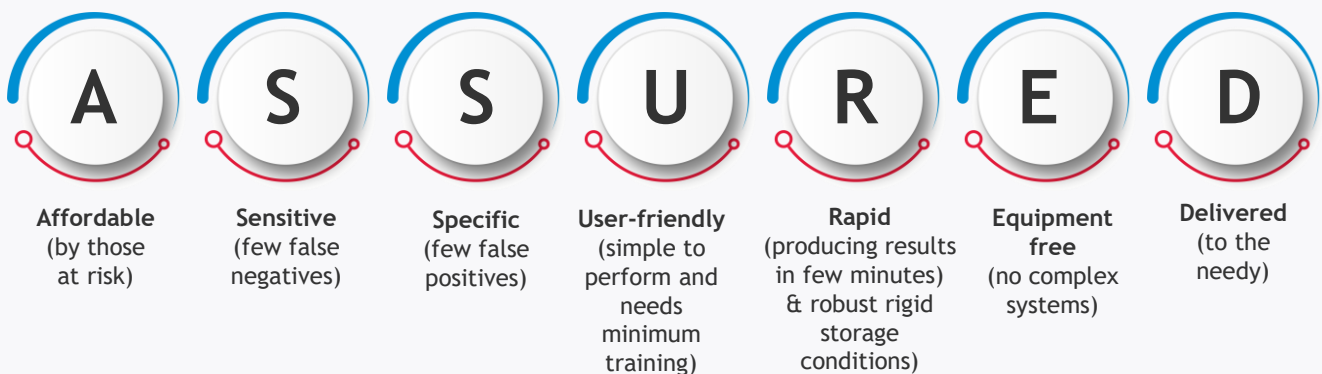 A
S
S
U
R
E
D
Affordable
(by those
at risk)
Sensitive
(few false
negatives)
Specific
(few false
positives)
User-friendly
(simple to
perform and
needs
minimum
training)
Rapid
(producing results
in few minutes)
& robust rigid
storage
conditions)
Equipment
free
(no complex
systems)
Delivered
(to the
needy)